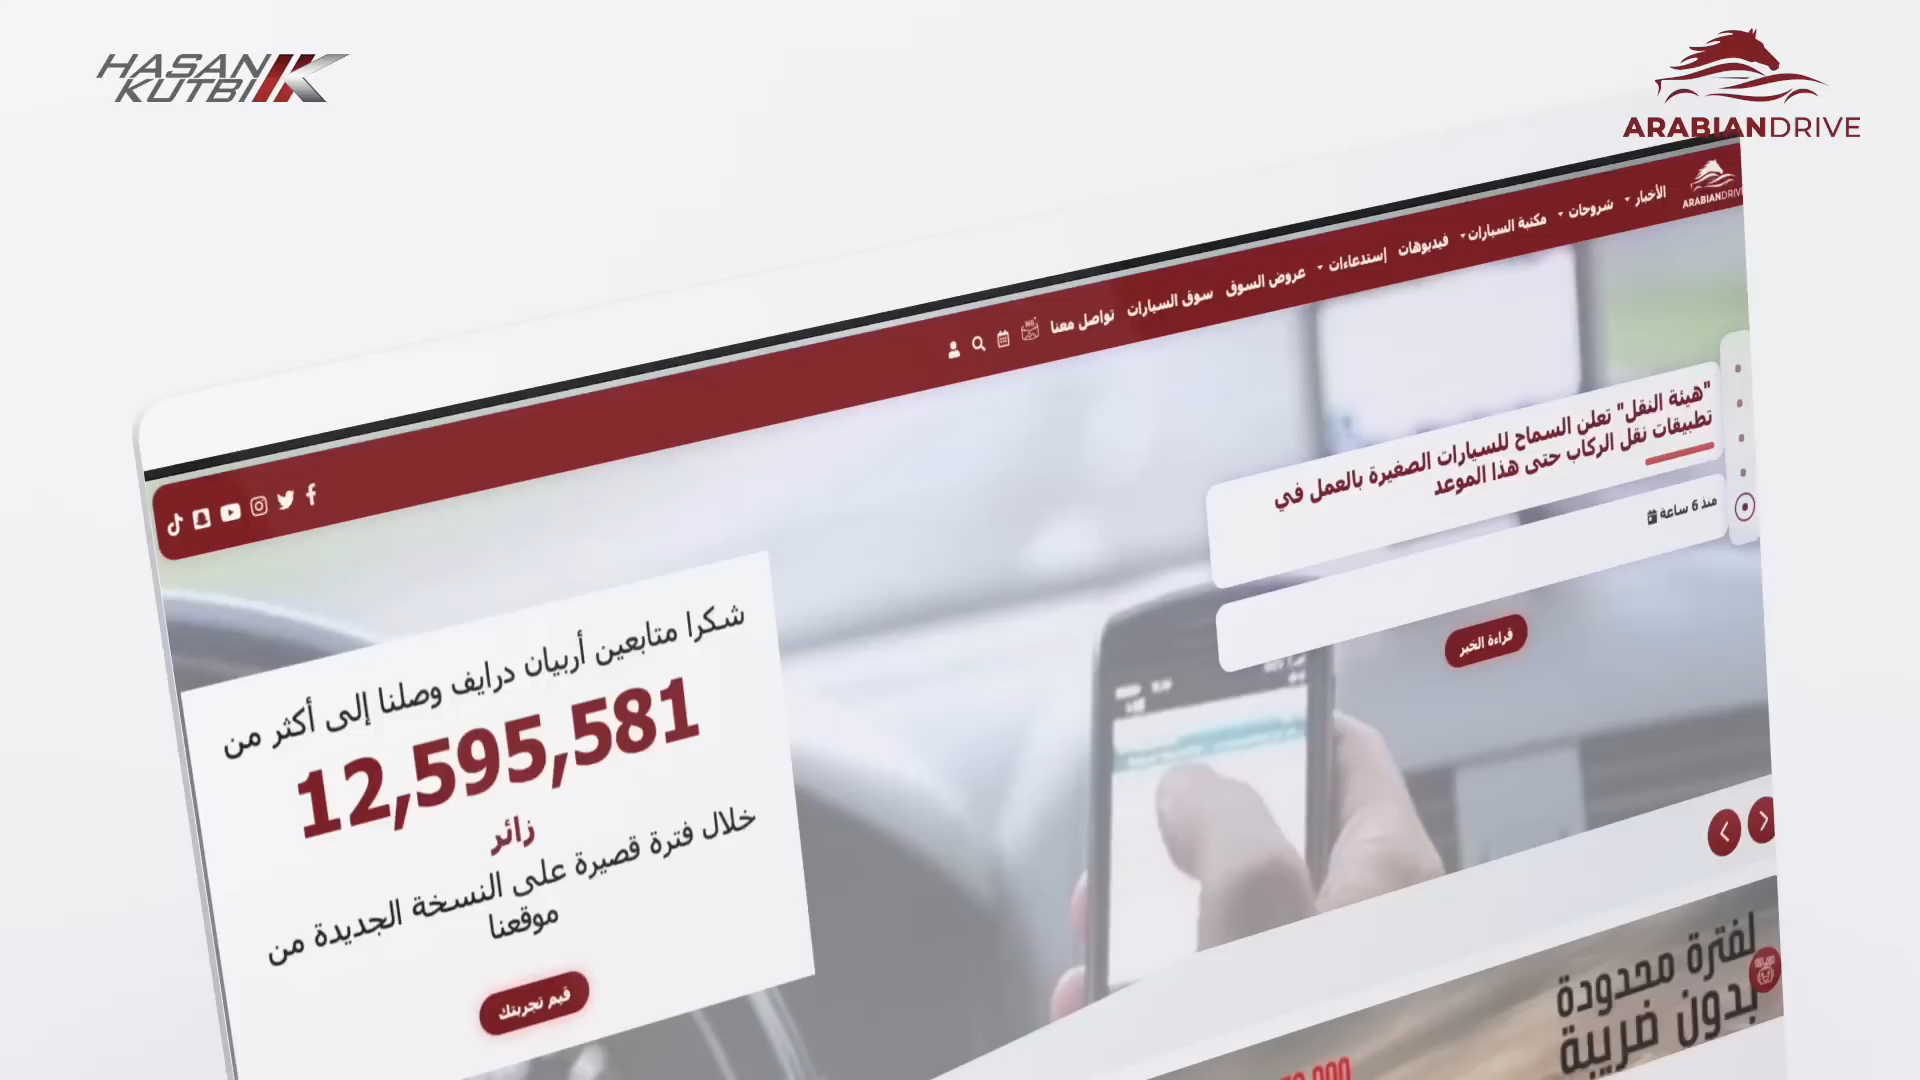 HASAN
KUTBI
ARABIANDRIVE
ARABIANDRIVE
الأخبار
شروحات
مكتبة السيارات
فيديوهات
إستدعاءات
عروض السوق
سوق السيارات
تواصل معنا
"هيئة النقل" تعلن السماح للسيارات الصغيرة بالعمل في
تطبيقات نقل الركاب حتى هذا الموعد
منذ 6 ساعة
قراءة الخبر
شكرا متابعين أربيان درايف وصلنا إلى أكثر من
12,595,581
زائر
خلال فترة قصيرة على النسخة الجديدة من
موقعنا
قيم تجربتك
لفترة محدودة
بدون ضريبة